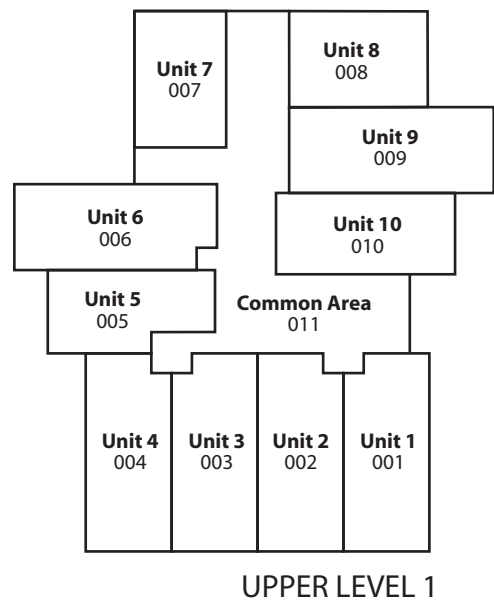 Unit 7
007
Unit 8
008
Unit 9
009
Unit 6
006
Unit 10
010
Unit 5
005
Common Area
011
Unit 4
004
Unit 3
003
Unit 2
002
Unit 1
001
UPPER LEVEL 1